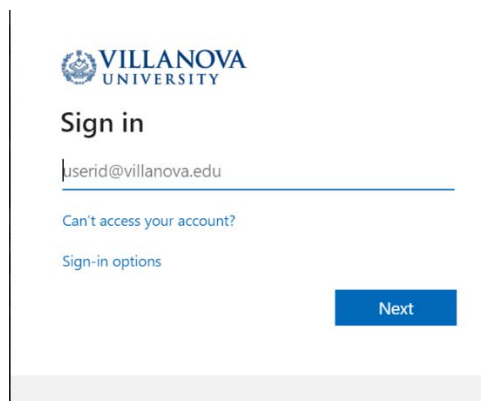 VILLANOVA
UNIVERSITY
Sign in
userid@villanova.edu
Can't access your account?
Sign-in options
Next